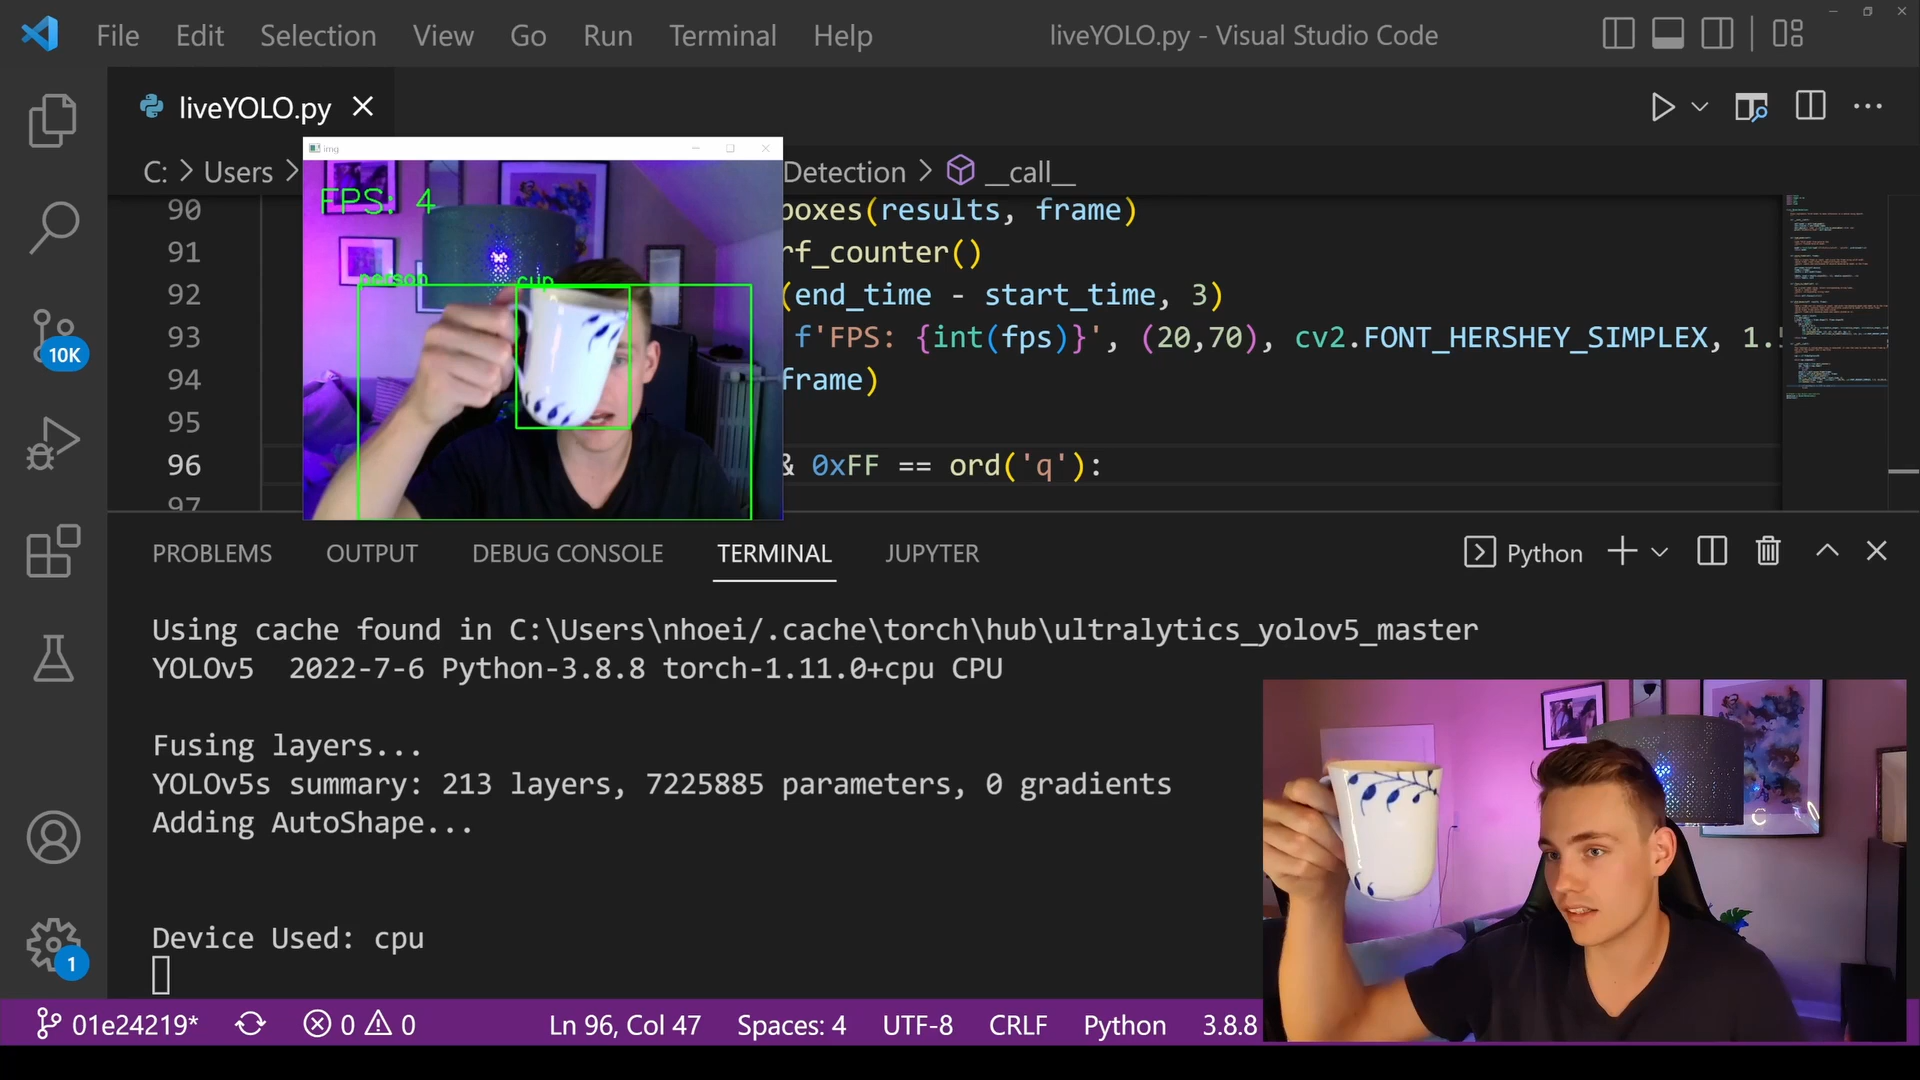 File Edit Selection View Go Run Terminal Help liveYOLO.py - Visual Studio Code
liveYOLO.py
C: > Users > Detection > __call__
img
FPS: 4
person cup
90 boxes(results, frame)
91 rf_counter()
92 (end_time - start_time, 3)
93 f'FPS: {int(fps)}', (20,70), cv2.FONT_HERSHEY_SIMPLEX, 1.
94 frame)
95
96 & 0xFF == ord('q'):
97
10K
PROBLEMS OUTPUT DEBUG CONSOLE TERMINAL JUPYTER Python
Using cache found in C:\Users\nhoei/.cache\torch\hub\ultralytics_yolov5_master
YOLOv5 2022-7-6 Python-3.8.8 torch-1.11.0+cpu CPU
Fusing layers...
YOLOv5s summary: 213 layers, 7225885 parameters, 0 gradients
Adding AutoShape...
Device Used: cpu
1
01e24219* 0 0 Ln 96, Col 47 Spaces: 4 UTF-8 CRLF Python 3.8.8